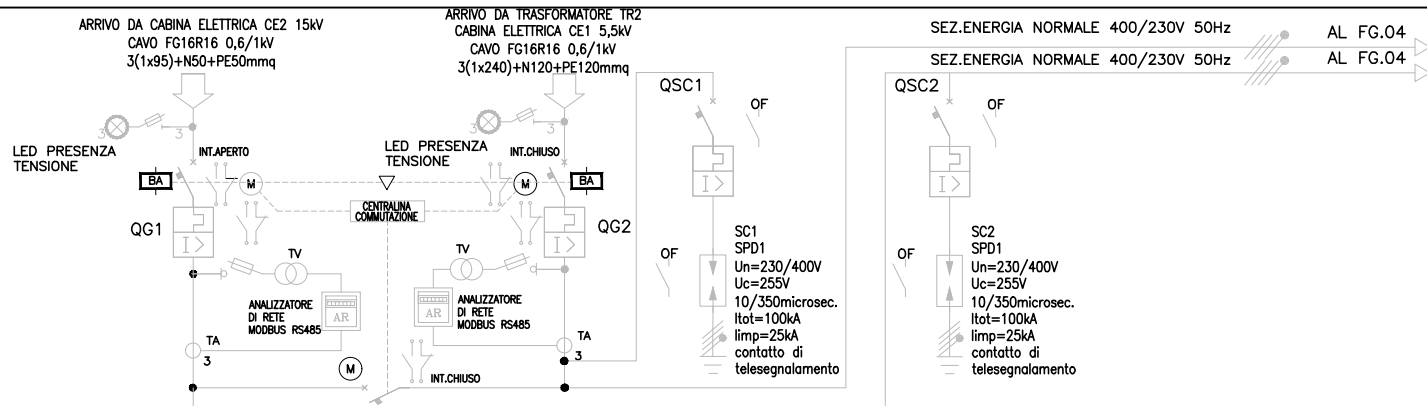 ARRIVO DA CABINA ELETTRICA CE2 15kV
CAVO FG16R16 0,6/1kV
3(1x95)+N50+PE50mmq
ARRIVO DA TRASFORMATORE TR2
CABINA ELETTRICA CE1 5,5kV
CAVO FG16R16 0,6/1kV
3(1x240)+N120+PE120mmq
SEZ.ENERGIA NORMALE 400/230V 50Hz
AL FG.04
SEZ.ENERGIA NORMALE 400/230V 50Hz
AL FG.04
QSC1
OF
QSC2
OF
3
3
LED PRESENZA
TENSIONE
INT.APERTO
3
3
LED PRESENZA
TENSIONE
INT.CHIUSO
BA
M
M
BA
CENTRALINA
COMMUTAZIONE
QG1
I>
QG2
I>
I>
I>
TV
TV
ANALIZZATORE
DI RETE
MODBUS RS485
AR
AR
ANALIZZATORE
DI RETE
MODBUS RS485
TA
3
TA
3
M
INT.CHIUSO
OF
SC1
SPD1
Un=230/400V
Uc=255V
10/350microsec.
Itot=100kA
Iimp=25kA
contatto di
telesegnalamento
OF
SC2
SPD1
Un=230/400V
Uc=255V
10/350microsec.
Itot=100kA
Iimp=25kA
contatto di
telesegnalamento